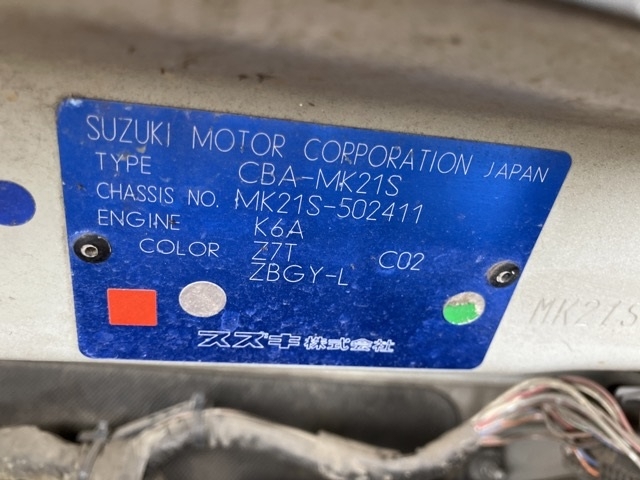 SUZUKI MOTOR CORPORATION JAPAN
TYPE CBA-MK21S
CHASSIS NO. MK21S-502411
ENGINE K6A
COLOR Z7T C02
ZBGY-L
スズキ株式会社
MK21S